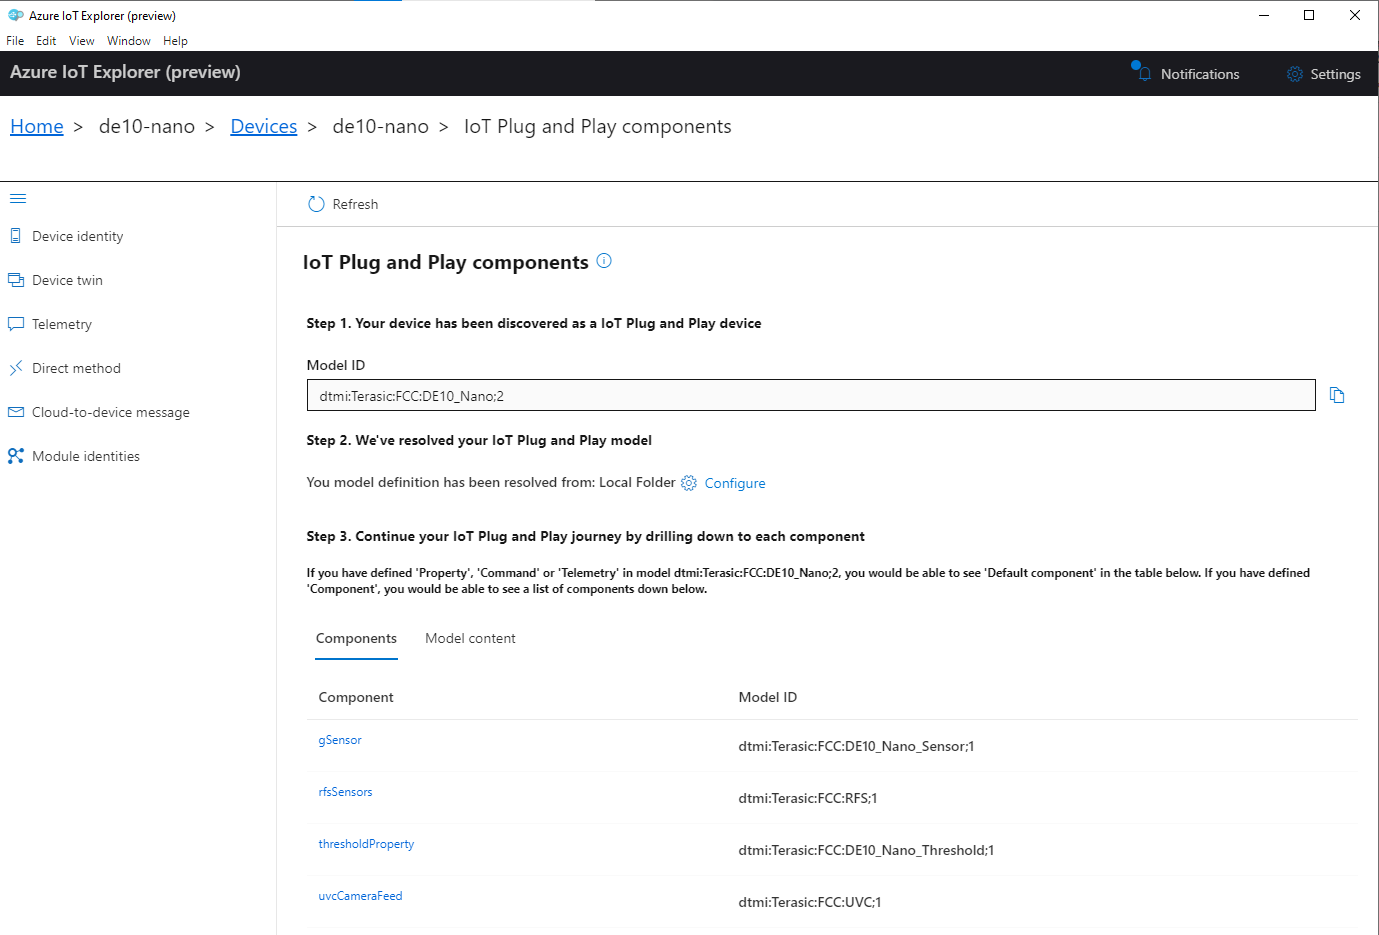 Azure IoT Explorer (preview)
File Edit View Window Help
Azure IoT Explorer (preview)
Notifications
Settings
Home > de10-nano > Devices > de10-nano > IoT Plug and Play components
Refresh
Device identity
Device twin
Telemetry
Direct method
Cloud-to-device message
Module identities
IoT Plug and Play components
Step 1. Your device has been discovered as a IoT Plug and Play device
Model ID
dtmi:Terasic:FCC:DE10_Nano;2
Step 2. We've resolved your IoT Plug and Play model
You model definition has been resolved from: Local Folder Configure
Step 3. Continue your IoT Plug and Play journey by drilling down to each component
If you have defined 'Property', 'Command' or 'Telemetry' in model dtmi:Terasic:FCC:DE10_Nano;2, you would be able to see 'Default component' in the table below. If you have defined
'Component', you would be able to see a list of components down below.
Components Model content
Component Model ID
gSensor dtmi:Terasic:FCC:DE10_Nano_Sensor;1
rfsSensors dtmi:Terasic:FCC:RFS;1
thresholdProperty dtmi:Terasic:FCC:DE10_Nano_Threshold;1
uvcCameraFeed dtmi:Terasic:FCC:UVC;1